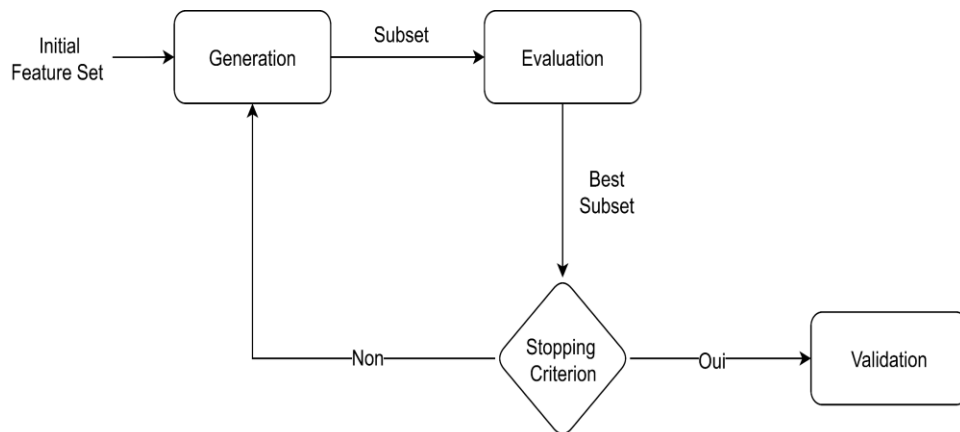 Initial
Feature Set
Generation
Subset
Evaluation
Best
Subset
Stopping
Criterion
Non
Oui
Validation